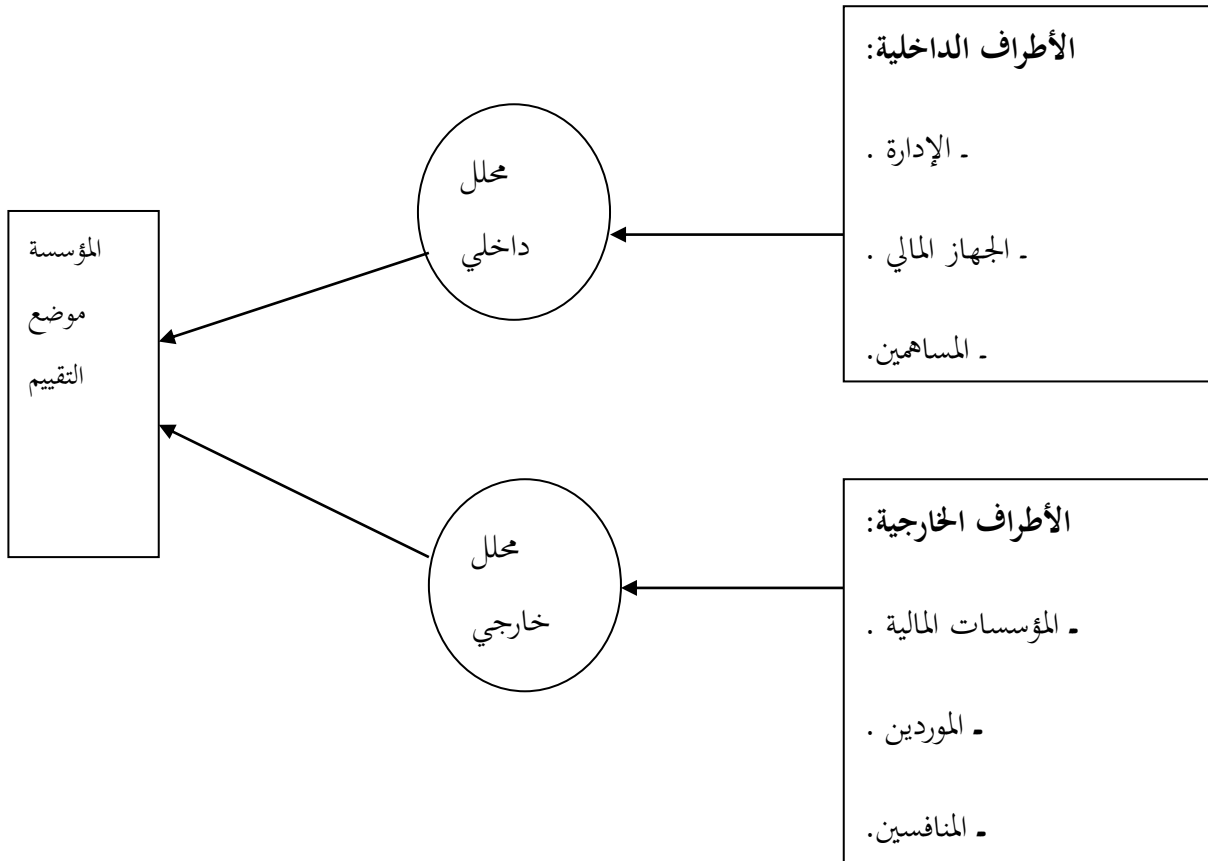 الأطراف الداخلية:
ـ الإدارة .
ـ الجهاز المالي .
ـ المساهمين.
محلل
داخلي
المؤسسة
موضع
التقييم
محلل
خارجي
الأطراف الخارجية:
ـ المؤسسات المالية .
ـ الموردين .
ـ المنافسين.